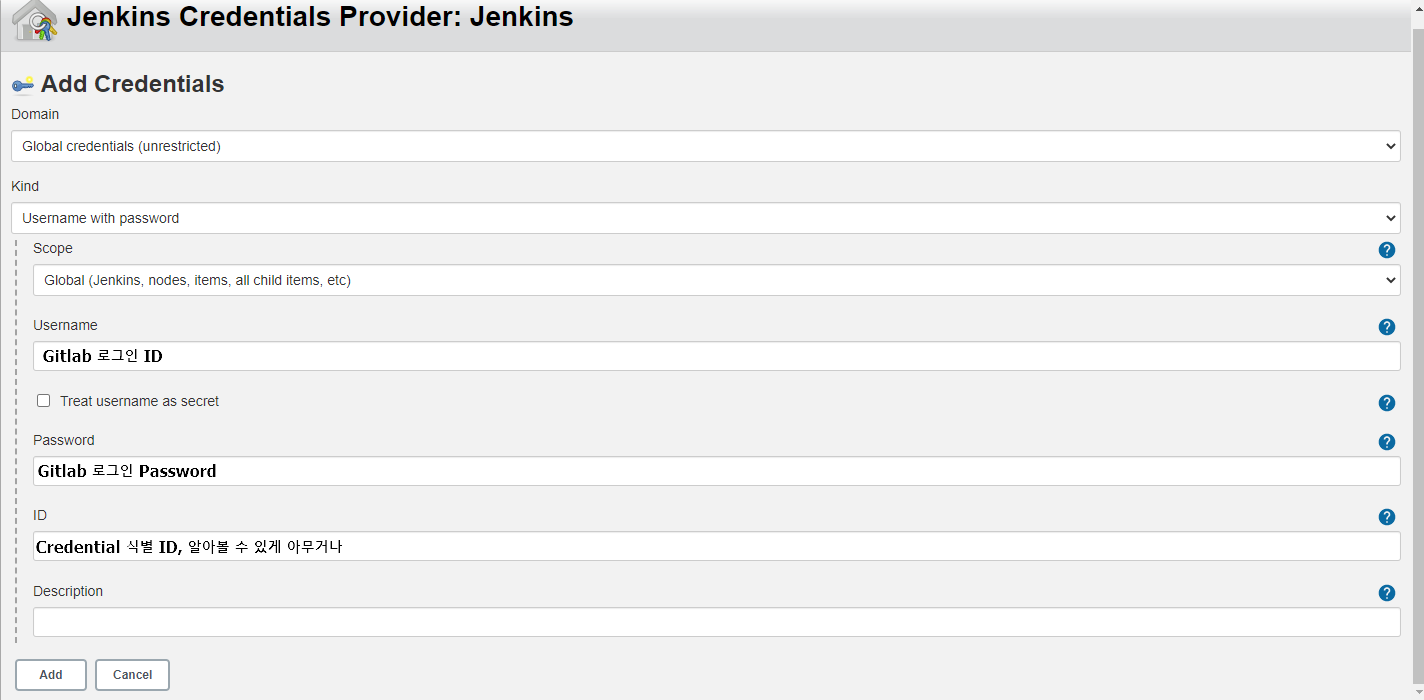 Jenkins Credentials Provider: Jenkins
Add Credentials
Domain
Global credentials (unrestricted)
Kind
Username with password
Scope
Global (Jenkins, nodes, items, all child items, etc)
Username
Gitlab 로그인 ID
Treat username as secret
Password
Gitlab 로그인 Password
ID
Credential 식별 ID, 알아볼 수 있게 아무거나
Description
Add Cancel